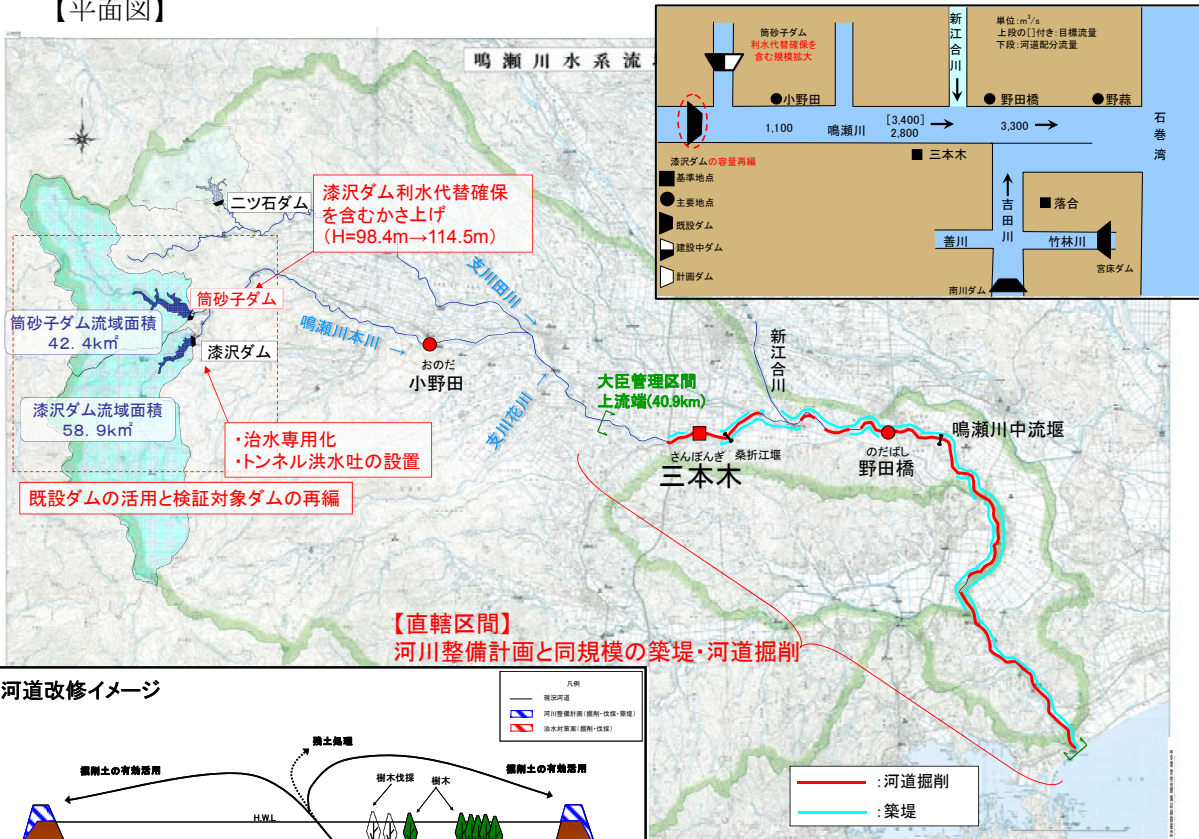 【平面図】
鳴瀬川水系流
二ツ石ダム
漆沢ダム利水代替確保
を含むかさ上げ
(H=98.4m→114.5m)
筒砂子ダム
筒砂子ダム流域面積
42.4km²
漆沢ダム
漆沢ダム流域面積
58.9km²
・治水専用化
・トンネル洪水吐の設置
既設ダムの活用と検証対象ダムの再編
鳴瀬川本川
支川田川
支川花川
おのだ
小野田
大臣管理区間
上流端(40.9km)
新江合川
さんぼんぎ
三本木
桑折江堰
のだばし
野田橋
鳴瀬川中流堰
【直轄区間】
河川整備計画と同規模の築堤・河道掘削
:河道掘削
:築堤
筒砂子ダム
利水代替確保を
含む規模拡大
新江合川
単位:m³/s
上段の[]付き:目標流量
下段:河道配分流量
小野田
野田橋
野蒜
1,100
鳴瀬川
[3,400]
2,800
3,300
石巻湾
三本木
漆沢ダムの容量再編
基準地点
主要地点
既設ダム
建設中ダム
計画ダム
吉田川
落合
善川
竹林川
宮床ダム
南川ダム
河道改修イメージ
凡例
現況河道
河川整備計画(掘削・伐採・築堤)
治水対策案(掘削・伐採)
残土処理
掘削土の有効活用
樹木伐採
樹木
掘削土の有効活用
H.W.L